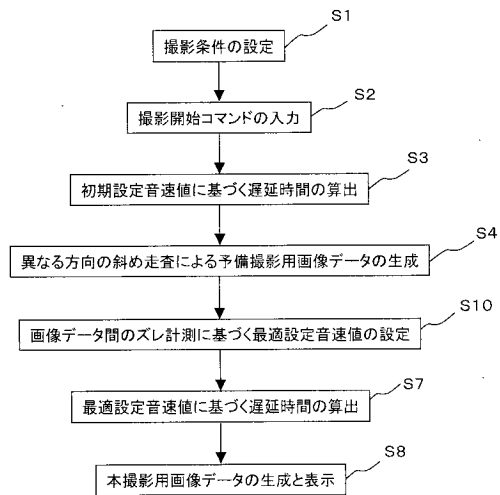 S1
撮影条件の設定
S2
撮影開始コマンドの入力
S3
初期設定音速値に基づく遅延時間の算出
S4
異なる方向の斜め走査による予備撮影用画像データの生成
S10
画像データ間のズレ計測に基づく最適設定音速値の設定
S7
最適設定音速値に基づく遅延時間の算出
S8
本撮影用画像データの生成と表示